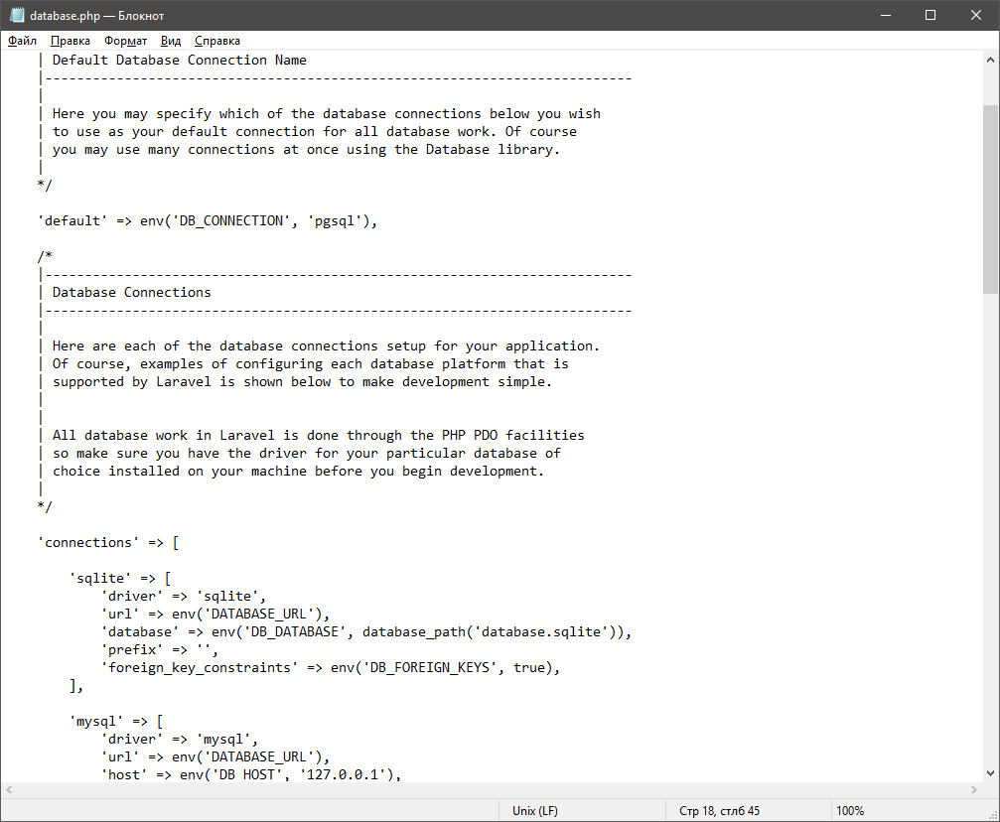 database.php — Блокнот
Файл Правка Формат Вид Справка
| Default Database Connection Name
|--------------------------------------------------------------------------
|
| Here you may specify which of the database connections below you wish
| to use as your default connection for all database work. Of course
| you may use many connections at once using the Database library.
|
*/
'default' => env('DB_CONNECTION', 'pgsql'),
/*
|--------------------------------------------------------------------------
| Database Connections
|--------------------------------------------------------------------------
|
| Here are each of the database connections setup for your application.
| Of course, examples of configuring each database platform that is
| supported by Laravel is shown below to make development simple.
|
|
| All database work in Laravel is done through the PHP PDO facilities
| so make sure you have the driver for your particular database of
| choice installed on your machine before you begin development.
|
*/
'connections' => [
'sqlite' => [
'driver' => 'sqlite',
'url' => env('DATABASE_URL'),
'database' => env('DB_DATABASE', database_path('database.sqlite')),
'prefix' => '',
'foreign_key_constraints' => env('DB_FOREIGN_KEYS', true),
],
'mysql' => [
'driver' => 'mysql',
'url' => env('DATABASE_URL'),
'host' => env('DB_HOST', '127.0.0.1'),
Unix (LF) Стр 18, стлб 45 100%